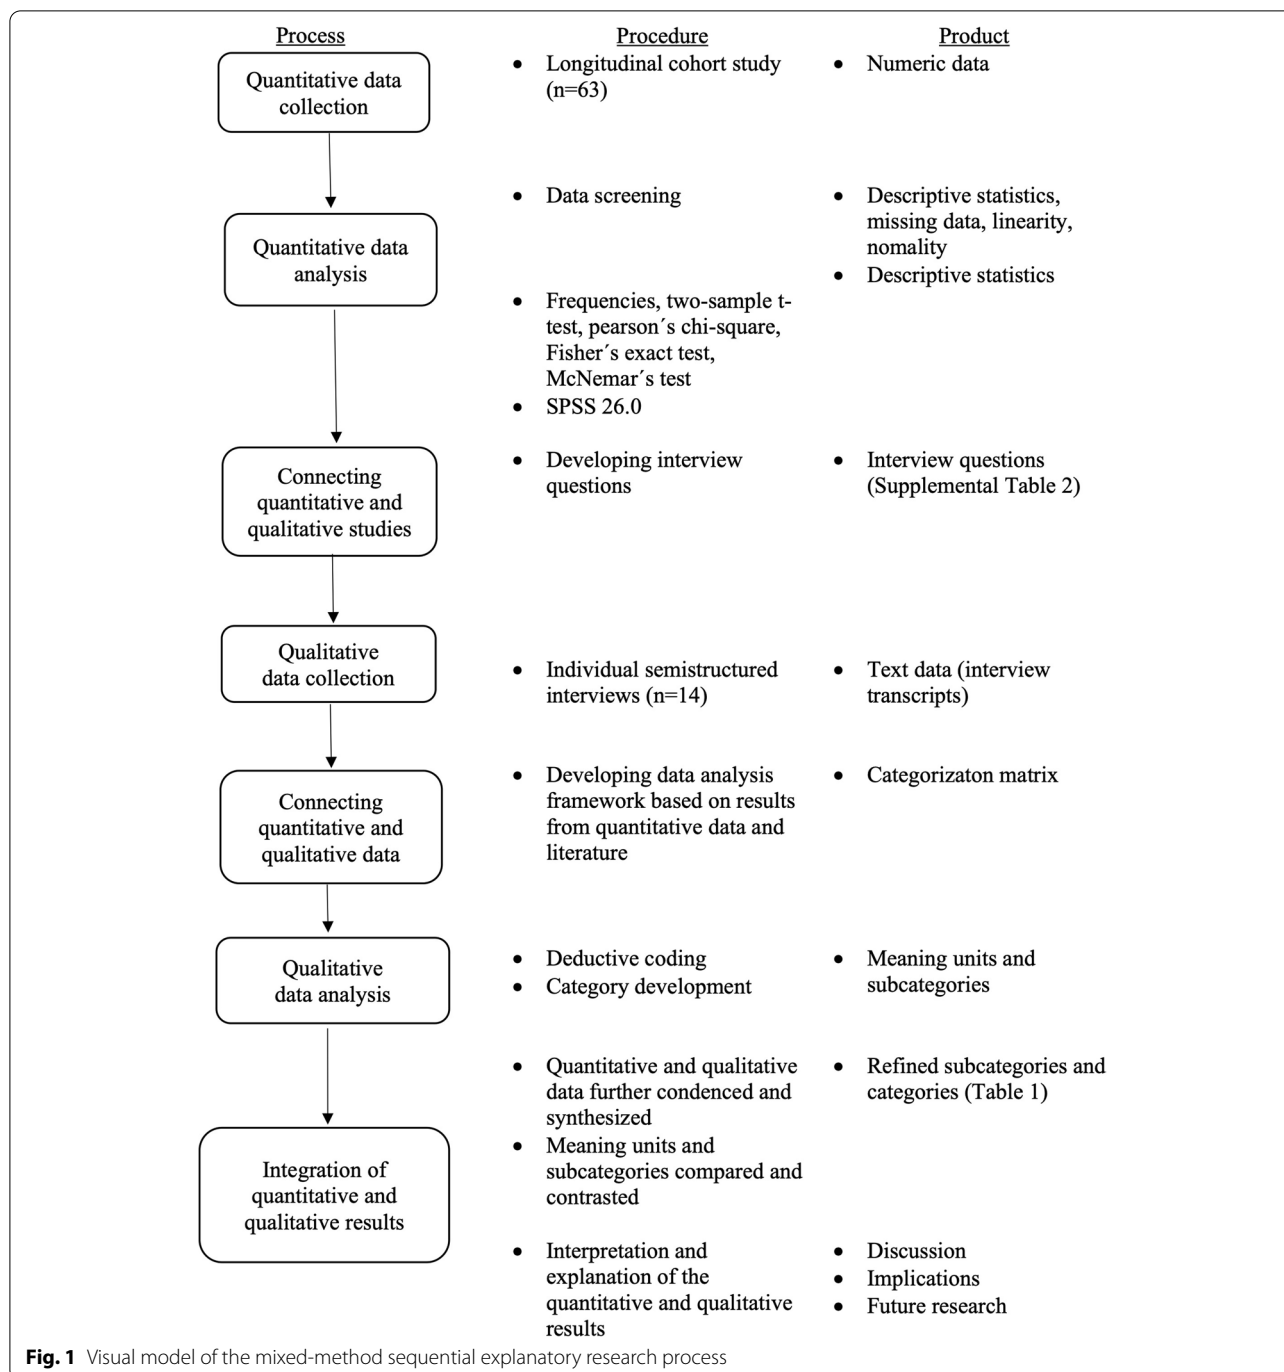 Process
Procedure
Product
Quantitative data
collection
• Longitudinal cohort study
(n=63)
• Numeric data
Quantitative data
analysis
• Data screening
• Descriptive statistics,
missing data, linearity,
nomality
• Descriptive statistics
• Frequencies, two-sample t-
test, pearson´s chi-square,
Fisher´s exact test,
McNemar´s test
• SPSS 26.0
Connecting
quantitative and
qualitative studies
• Developing interview
questions
• Interview questions
(Supplemental Table 2)
Qualitative
data collection
• Individual semistructured
interviews (n=14)
• Text data (interview
transcripts)
Connecting
quantitative and
qualitative data
• Developing data analysis
framework based on results
from quantitative data and
literature
• Categorizaton matrix
Qualitative
data analysis
• Deductive coding
• Category development
• Meaning units and
subcategories
Integration of
quantitative and
qualitative results
• Quantitative and qualitative
data further condenced and
synthesized
• Meaning units and
subcategories compared and
contrasted
• Refined subcategories and
categories (Table 1)
• Interpretation and
explanation of the
quantitative and qualitative
results
• Discussion
• Implications
• Future research
Fig. 1 Visual model of the mixed-method sequential explanatory research process